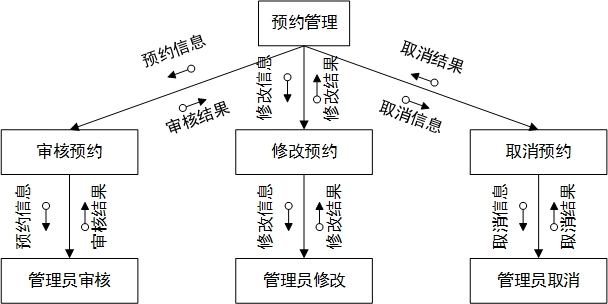 预约管理
预约信息
审核结果
修改信息
修改结果
取消结果
取消信息
审核预约
修改预约
取消预约
预约信息
审核结果
修改信息
修改结果
取消信息
取消结果
管理员审核
管理员修改
管理员取消